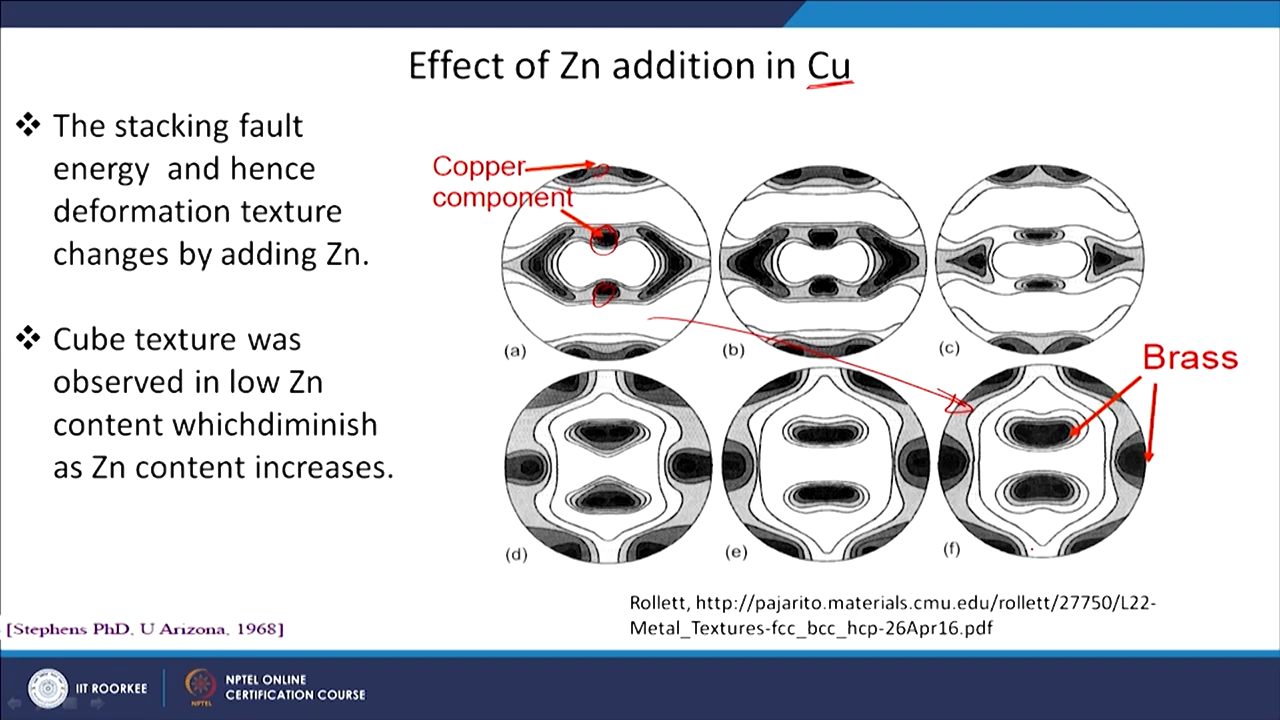 Effect of Zn addition in Cu
❖ The stacking fault
energy and hence
deformation texture
changes by adding Zn.
❖ Cube texture was
observed in low Zn
content whichdiminish
as Zn content increases.
Copper
component
(a)
(b)
(c)
Brass
(d)
(e)
(f)
Rollett, http://pajarito.materials.cmu.edu/rollett/27750/L22-
Metal_Textures-fcc_bcc_hcp-26Apr16.pdf
[Stephens PhD, U Arizona, 1968]
IIT ROORKEE
NPTEL ONLINE
CERTIFICATION COURSE
NPTEL